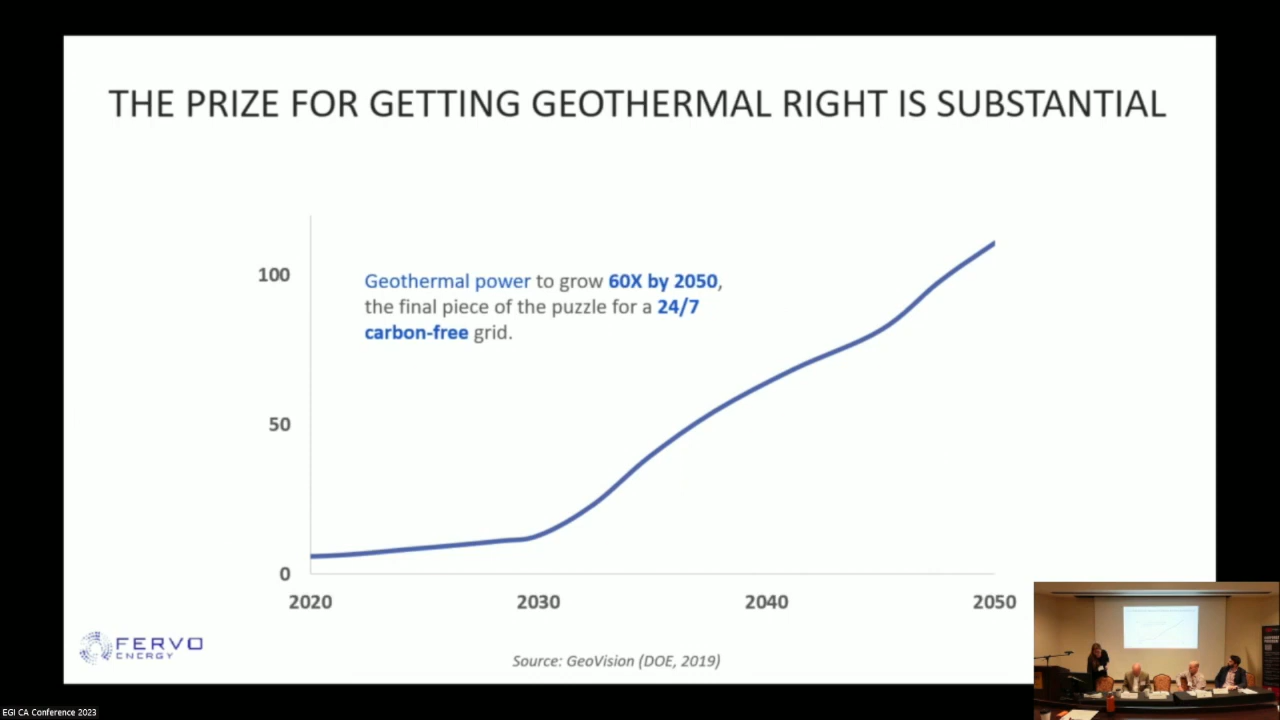 THE PRIZE FOR GETTING GEOTHERMAL RIGHT IS SUBSTANTIAL
Geothermal power to grow 60X by 2050,
the final piece of the puzzle for a 24/7
carbon-free grid.
100
50
0
2020
2030
2040
2050
FERVO
ENERGY
Source: GeoVision (DOE, 2019)
EGI CA Conference 2023